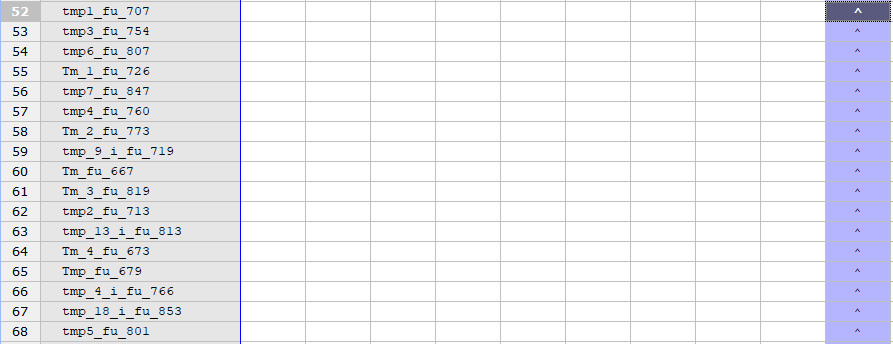 52 tmp1_fu_707 ^
53 tmp3_fu_754 ^
54 tmp6_fu_807 ^
55 Tm_1_fu_726 ^
56 tmp7_fu_847 ^
57 tmp4_fu_760 ^
58 Tm_2_fu_773 ^
59 tmp_9_i_fu_719 ^
60 Tm_fu_667 ^
61 Tm_3_fu_819 ^
62 tmp2_fu_713 ^
63 tmp_13_i_fu_813 ^
64 Tm_4_fu_673 ^
65 Tmp_fu_679 ^
66 tmp_4_i_fu_766 ^
67 tmp_18_i_fu_853 ^
68 tmp5_fu_801 ^